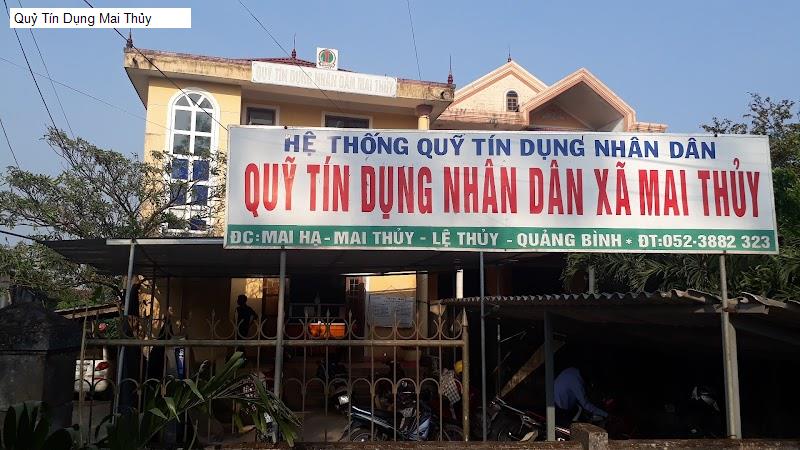 Quỹ Tín Dụng Mai Thủy
QUỸ TÍN DỤNG NHÂN DÂN MAI THỦY
HỆ THỐNG QUỸ TÍN DỤNG NHÂN DÂN
QUỸ TÍN DỤNG NHÂN DÂN XÃ MAI THỦY
ĐC: MAI HẠ - MAI THỦY - LỆ THỦY - QUẢNG BÌNH * ĐT: 052-3882 323